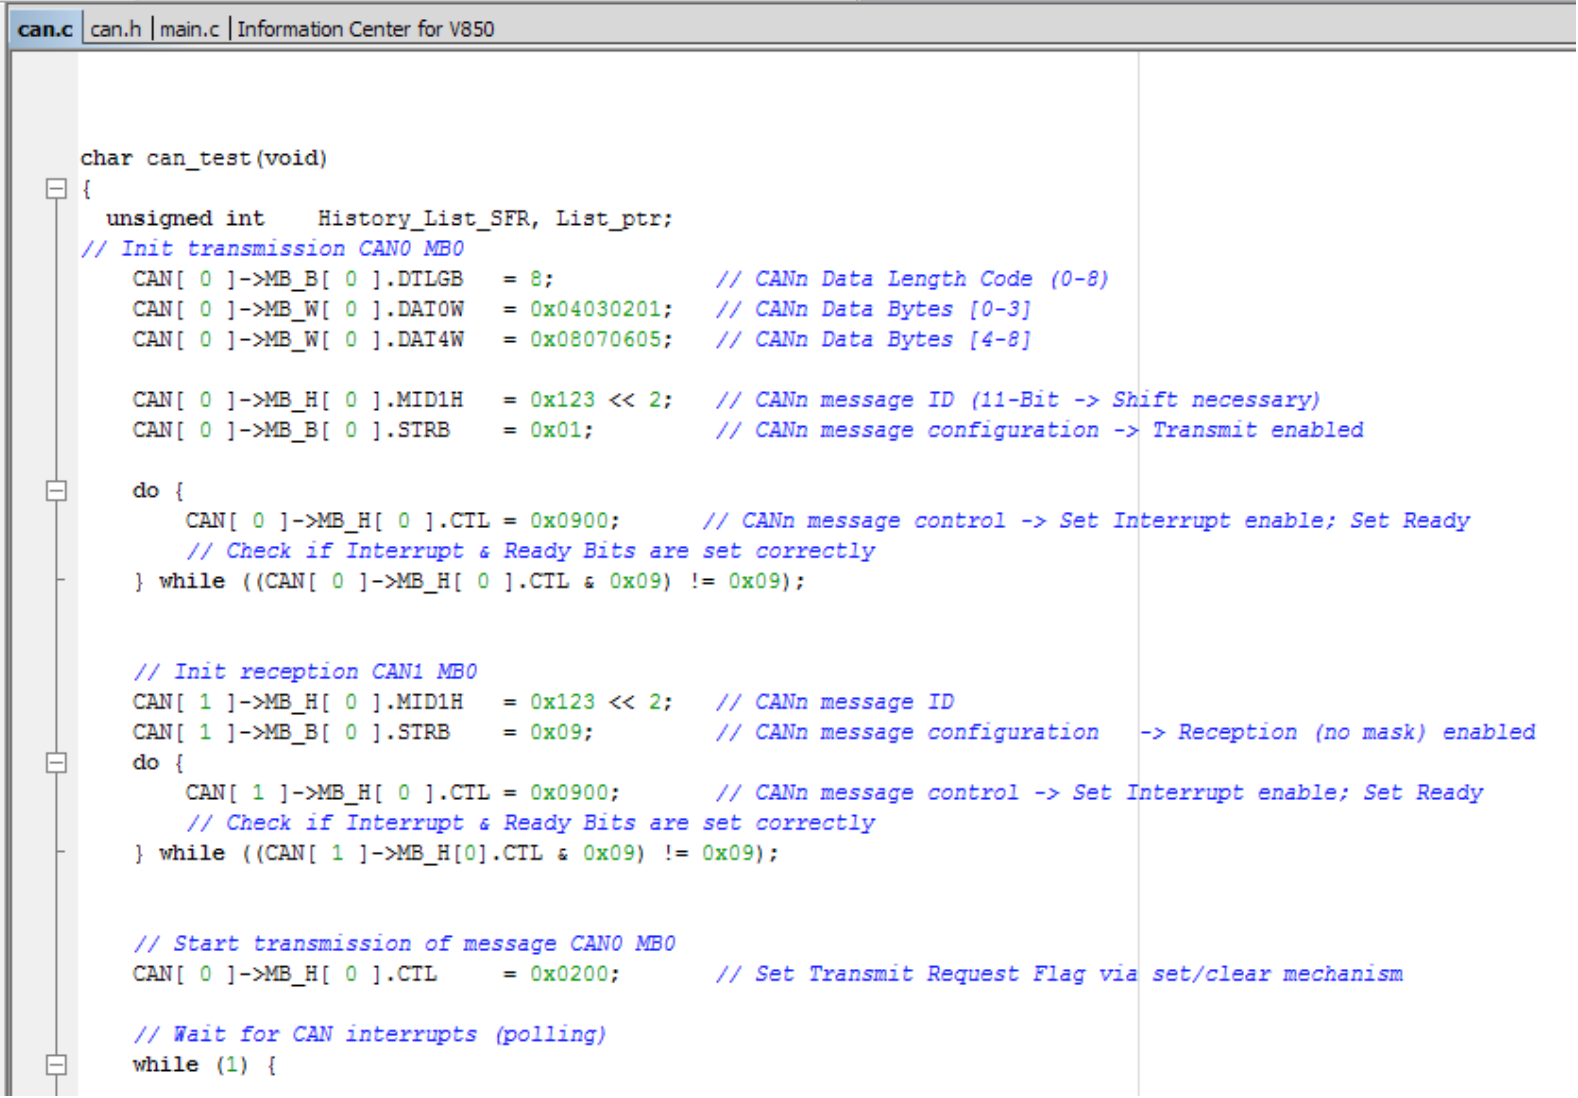 can.c can.h main.c Information Center for V850
char can_test(void)
{
  unsigned int    History_List_SFR, List_ptr;
// Init transmission CAN0 MB0
    CAN[ 0 ]->MB_B[ 0 ].DTLGB   = 8;            // CANn Data Length Code (0-8)
    CAN[ 0 ]->MB_W[ 0 ].DAT0W   = 0x04030201;   // CANn Data Bytes [0-3]
    CAN[ 0 ]->MB_W[ 0 ].DAT4W   = 0x08070605;   // CANn Data Bytes [4-8]
    CAN[ 0 ]->MB_H[ 0 ].MID1H   = 0x123 << 2;   // CANn message ID (11-Bit -> Shift necessary)
    CAN[ 0 ]->MB_B[ 0 ].STRB    = 0x01;         // CANn message configuration -> Transmit enabled
    do {
        CAN[ 0 ]->MB_H[ 0 ].CTL = 0x0900;      // CANn message control -> Set Interrupt enable; Set Ready
        // Check if Interrupt & Ready Bits are set correctly
    } while ((CAN[ 0 ]->MB_H[ 0 ].CTL & 0x09) != 0x09);
    // Init reception CAN1 MB0
    CAN[ 1 ]->MB_H[ 0 ].MID1H   = 0x123 << 2;   // CANn message ID
    CAN[ 1 ]->MB_B[ 0 ].STRB    = 0x09;         // CANn message configuration   -> Reception (no mask) enabled
    do {
        CAN[ 1 ]->MB_H[ 0 ].CTL = 0x0900;       // CANn message control -> Set Interrupt enable; Set Ready
        // Check if Interrupt & Ready Bits are set correctly
    } while ((CAN[ 1 ]->MB_H[0].CTL & 0x09) != 0x09);
    // Start transmission of message CAN0 MB0
    CAN[ 0 ]->MB_H[ 0 ].CTL     = 0x0200;       // Set Transmit Request Flag via set/clear mechanism
    // Wait for CAN interrupts (polling)
    while (1) {